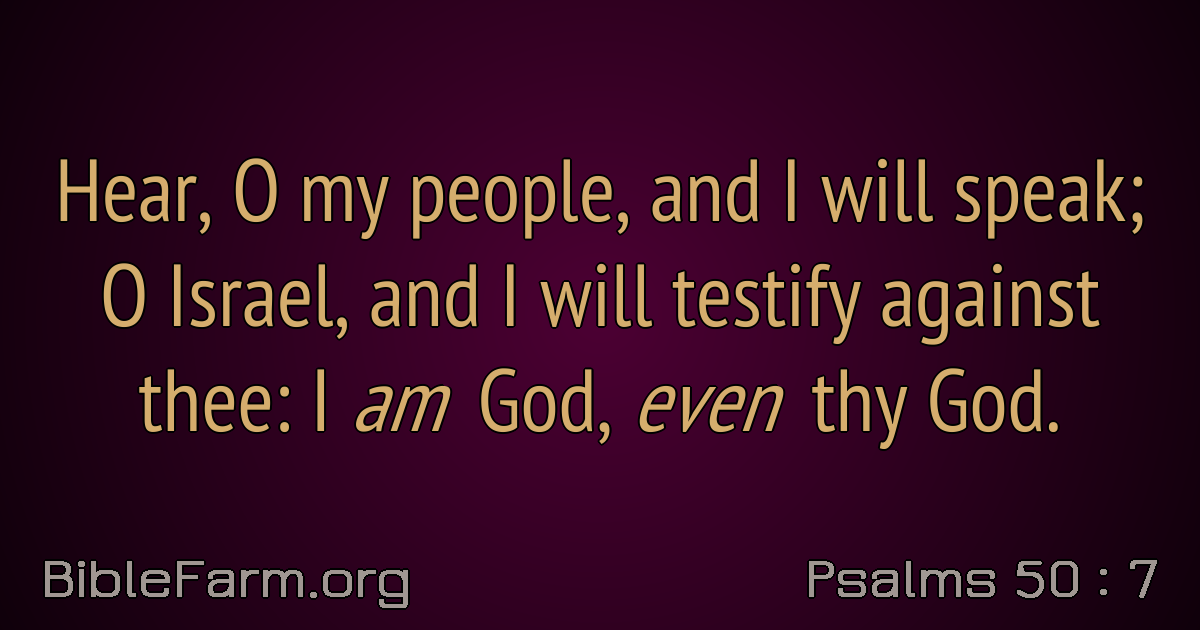 Hear, O my people, and I will speak;
O Israel, and I will testify against
thee: I am God, even thy God.
BibleFarm.org
Psalms 50 : 7